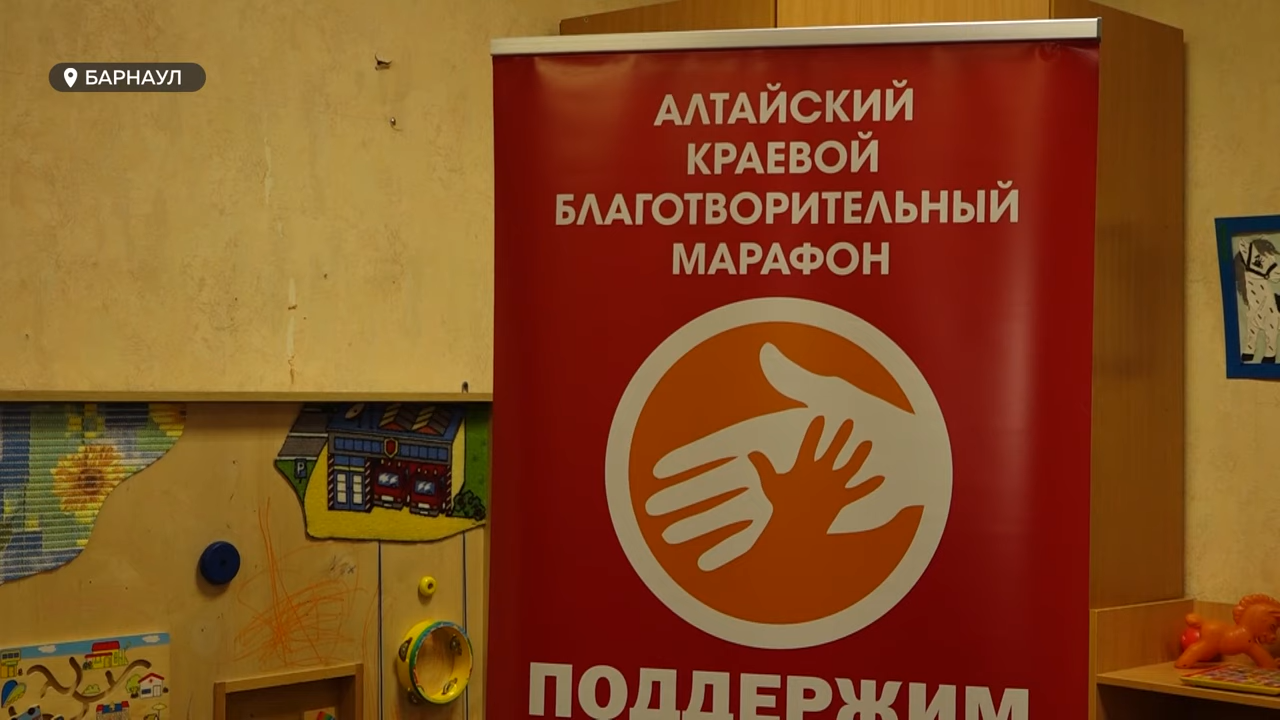 БАРНАУЛ
АЛТАЙСКИЙ
КРАЕВОЙ
БЛАГОТВОРИТЕЛЬНЫЙ
МАРАФОН
ПОДДЕРЖИМ